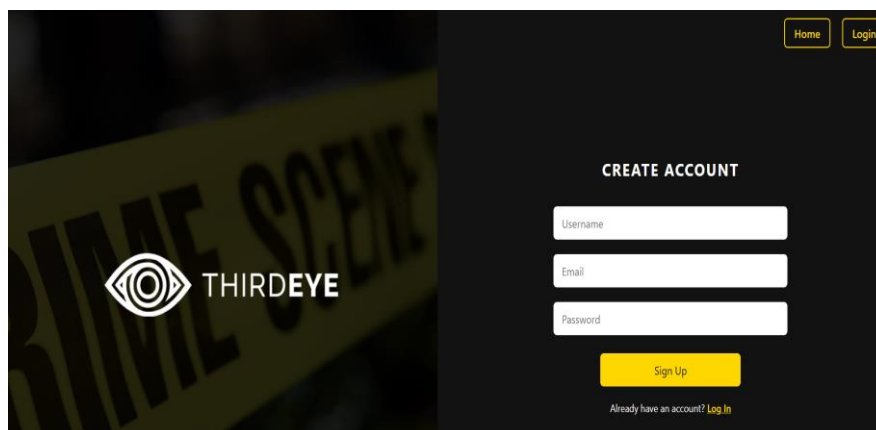 Home Login
CRIME SCENE
THIRDEYE
CREATE ACCOUNT
Username
Email
Password
Sign Up
Already have an account? Log In